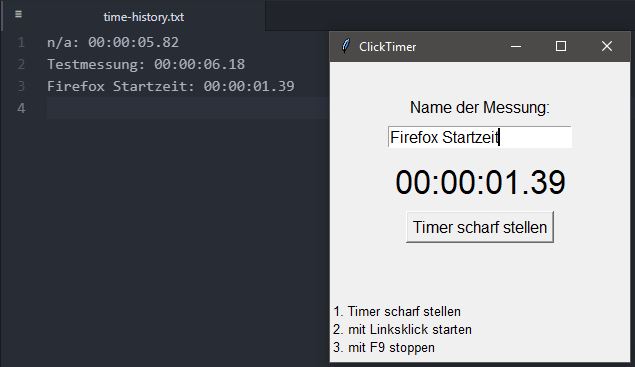 time-history.txt
1 n/a: 00:00:05.82
2 Testmessung: 00:00:06.18
3 Firefox Startzeit: 00:00:01.39
4
ClickTimer
Name der Messung:
Firefox Startzeit
00:00:01.39
Timer scharf stellen
1. Timer scharf stellen
2. mit Linksklick starten
3. mit F9 stoppen